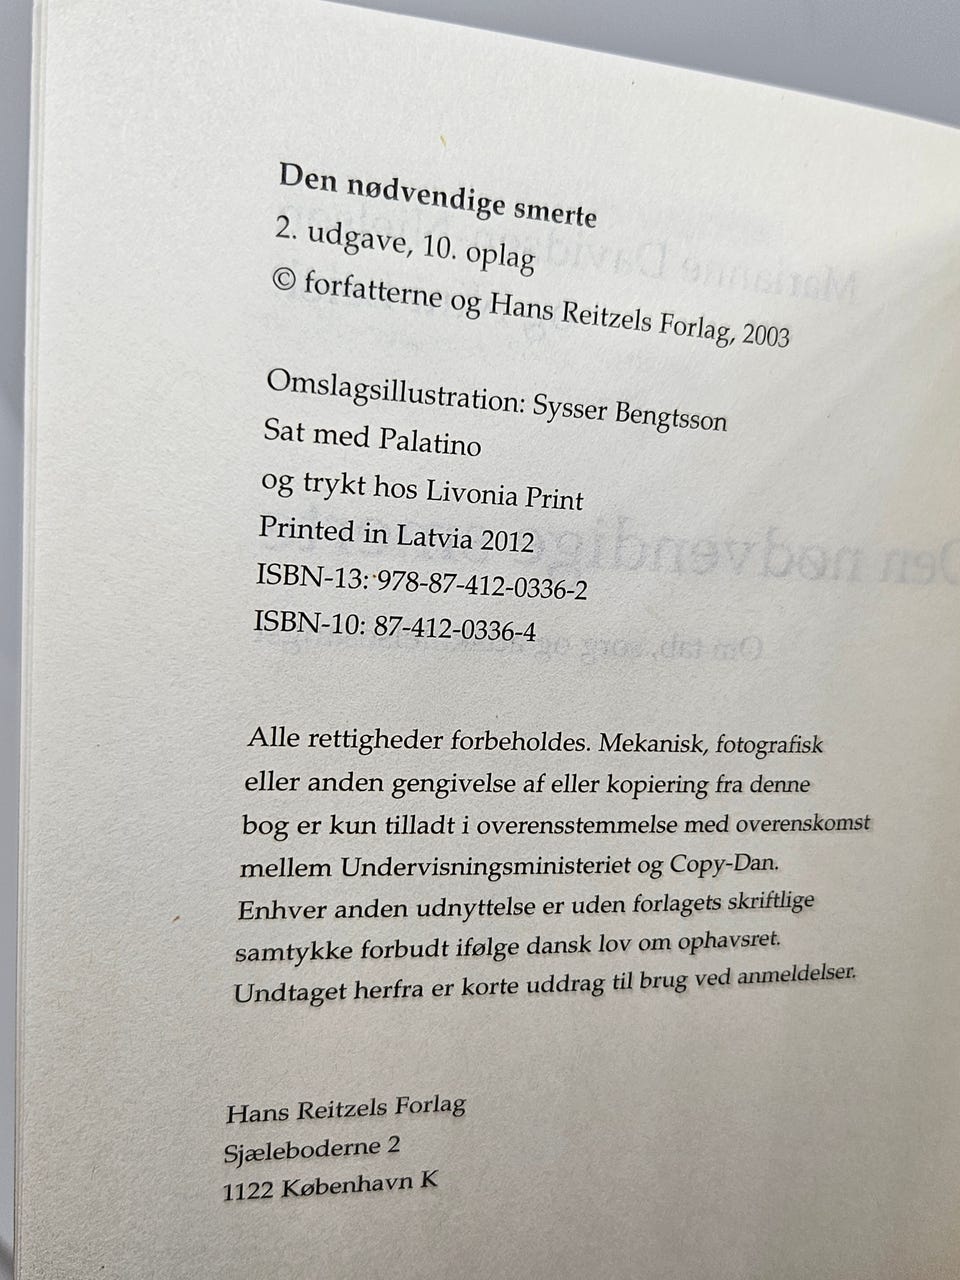 Den nødvendige smerte
2. udgave, 10. oplag
© forfatterne og Hans Reitzels Forlag, 2003
Omslagsillustration: Sysser Bengtsson
Sat med Palatino
og trykt hos Livonia Print
Printed in Latvia 2012
ISBN-13: 978-87-412-0336-2
ISBN-10: 87-412-0336-4
Alle rettigheder forbeholdes. Mekanisk, fotografisk
eller anden gengivelse af eller kopiering fra denne
bog er kun tilladt i overensstemmelse med overenskomst
mellem Undervisningsministeriet og Copy-Dan.
Enhver anden udnyttelse er uden forlagets skriftlige
samtykke forbudt ifølge dansk lov om ophavsret.
Undtaget herfra er korte uddrag til brug ved anmeldelser.
Hans Reitzels Forlag
Sjæleboderne 2
1122 København K